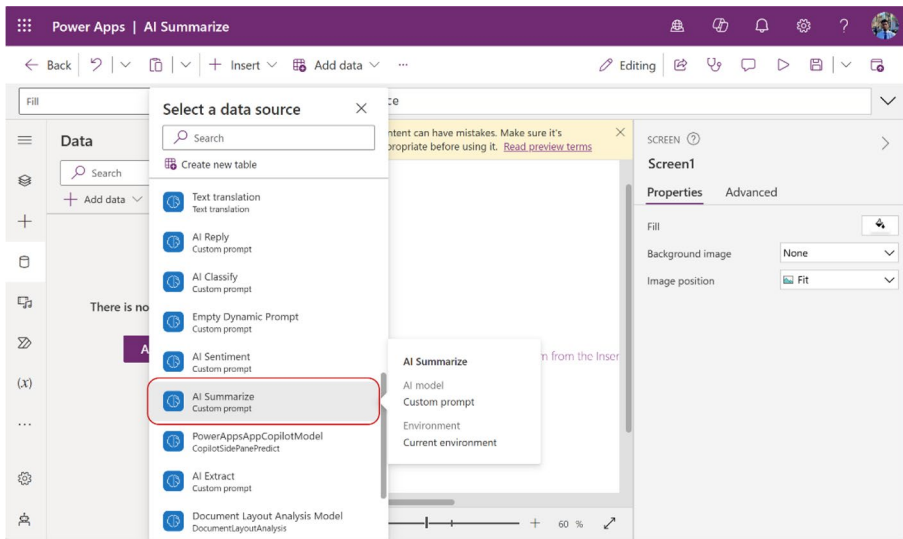 Power Apps | AI Summarize
Back
Insert
Add data
...
Editing
Fill
Select a data source
Search
Create new table
Text translation
Text translation
AI Reply
Custom prompt
AI Classify
Custom prompt
Empty Dynamic Prompt
Custom prompt
AI Sentiment
Custom prompt
AI Summarize
Custom prompt
PowerAppsAppCopilotModel
CopilotSidePanePredict
AI Extract
Custom prompt
Document Layout Analysis Model
DocumentLayoutAnalysis
Data
Search
Add data
There is no
A
(x)
...
ntent can have mistakes. Make sure it's
propriate before using it. Read preview terms
AI Summarize
AI model
Custom prompt
Environment
Current environment
m from the Inser
60 %
SCREEN
Screen1
Properties Advanced
Fill
Background image None
Image position Fit